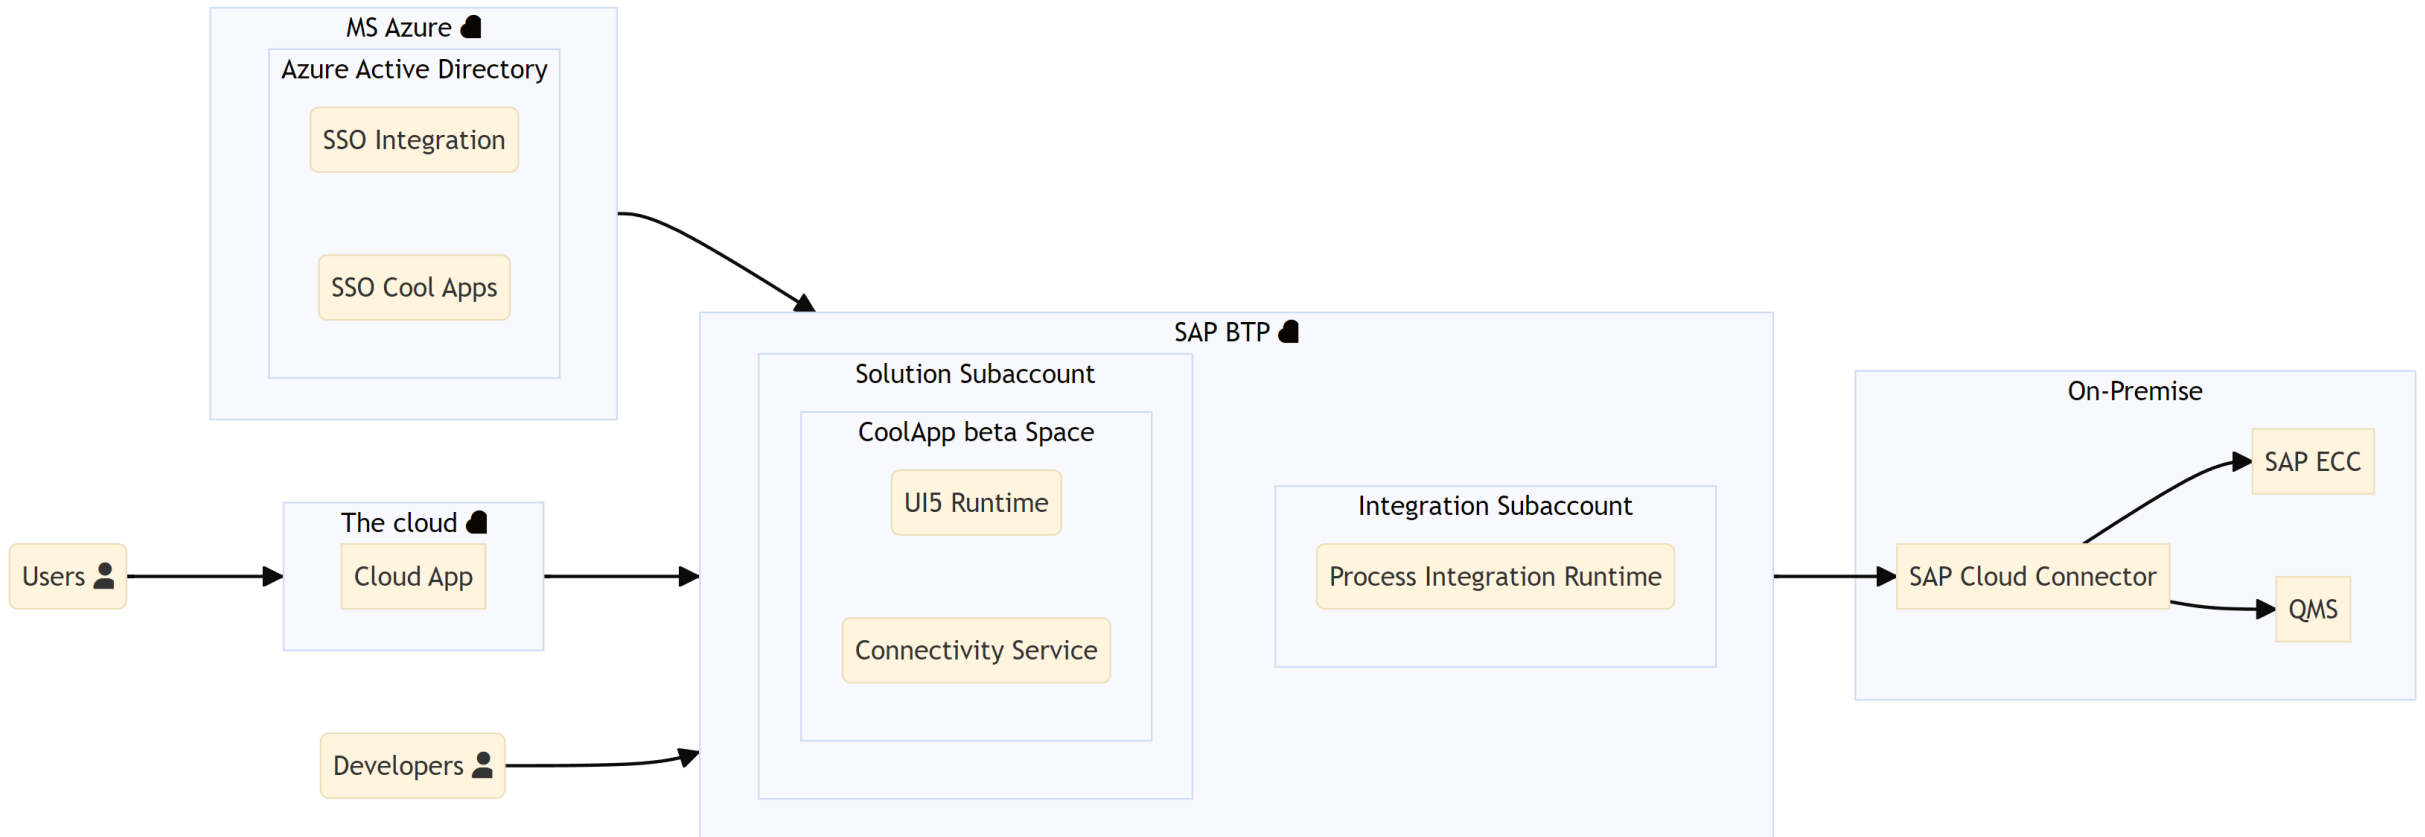 MS Azure
Azure Active Directory
SSO Integration
SSO Cool Apps
SAP BTP
Solution Subaccount
CoolApp beta Space
UI5 Runtime
Connectivity Service
Integration Subaccount
Process Integration Runtime
On-Premise
SAP ECC
SAP Cloud Connector
QMS
The cloud
Cloud App
Users
Developers